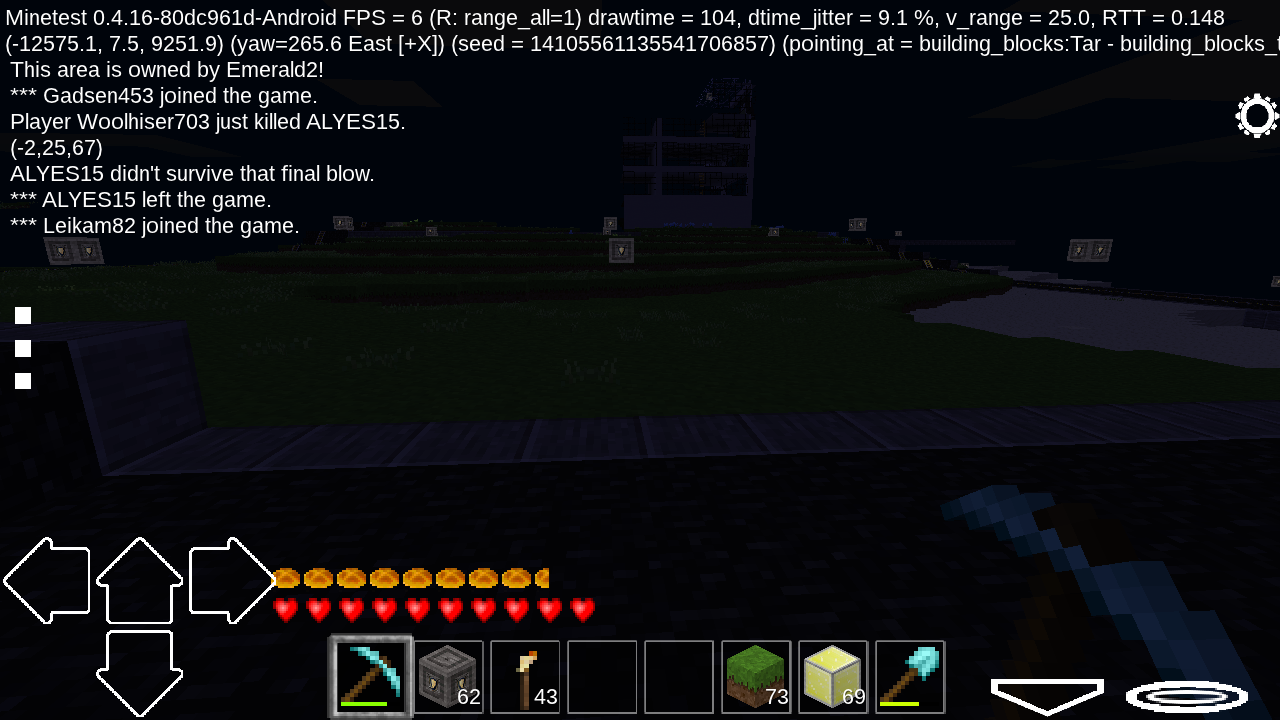 Minetest 0.4.16-80dc961d-Android FPS = 6 (R: range_all=1) drawtime = 104, dtime_jitter = 9.1 %, v_range = 25.0, RTT = 0.148
(-12575.1, 7.5, 9251.9) (yaw=265.6 East [+X]) (seed = 14105561135541706857) (pointing_at = building_blocks:Tar - building_blocks_t
This area is owned by Emerald2!
*** Gadsen453 joined the game.
Player Woolhiser703 just killed ALYES15.
(-2,25,67)
ALYES15 didn't survive that final blow.
*** ALYES15 left the game.
*** Leikam82 joined the game.
62 43 73 69